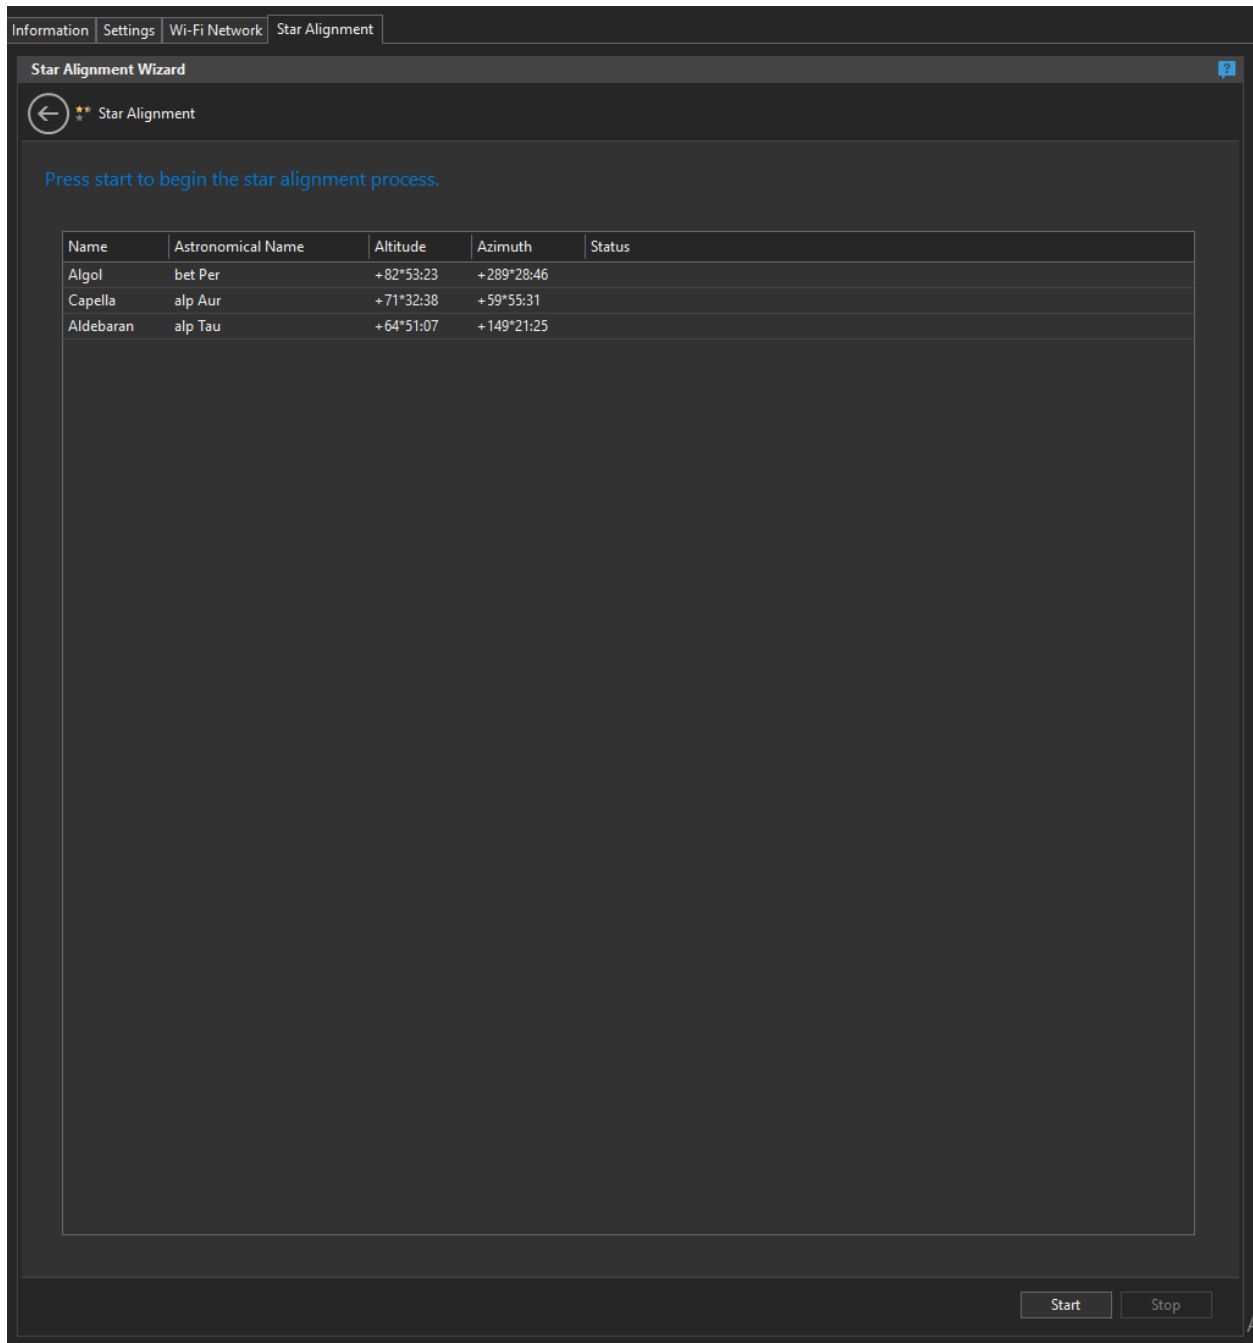 Information Settings Wi-Fi Network Star Alignment
Star Alignment Wizard ?
Star Alignment
Press start to begin the star alignment process.
Name Astronomical Name Altitude Azimuth Status
Algol bet Per +82*53:23 +289*28:46
Capella alp Aur +71*32:38 +59*55:31
Aldebaran alp Tau +64*51:07 +149*21:25
Start Stop